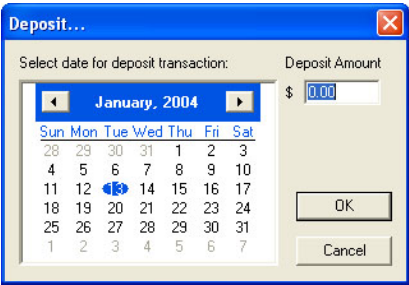 Deposit...
Select date for deposit transaction:
Deposit Amount
$ 0.00
January, 2004
Sun Mon Tue Wed Thu Fri Sat
28 29 30 31 1 2 3
4 5 6 7 8 9 10
11 12 13 14 15 16 17
18 19 20 21 22 23 24
25 26 27 28 29 30 31
1 2 3 4 5 6 7
OK
Cancel